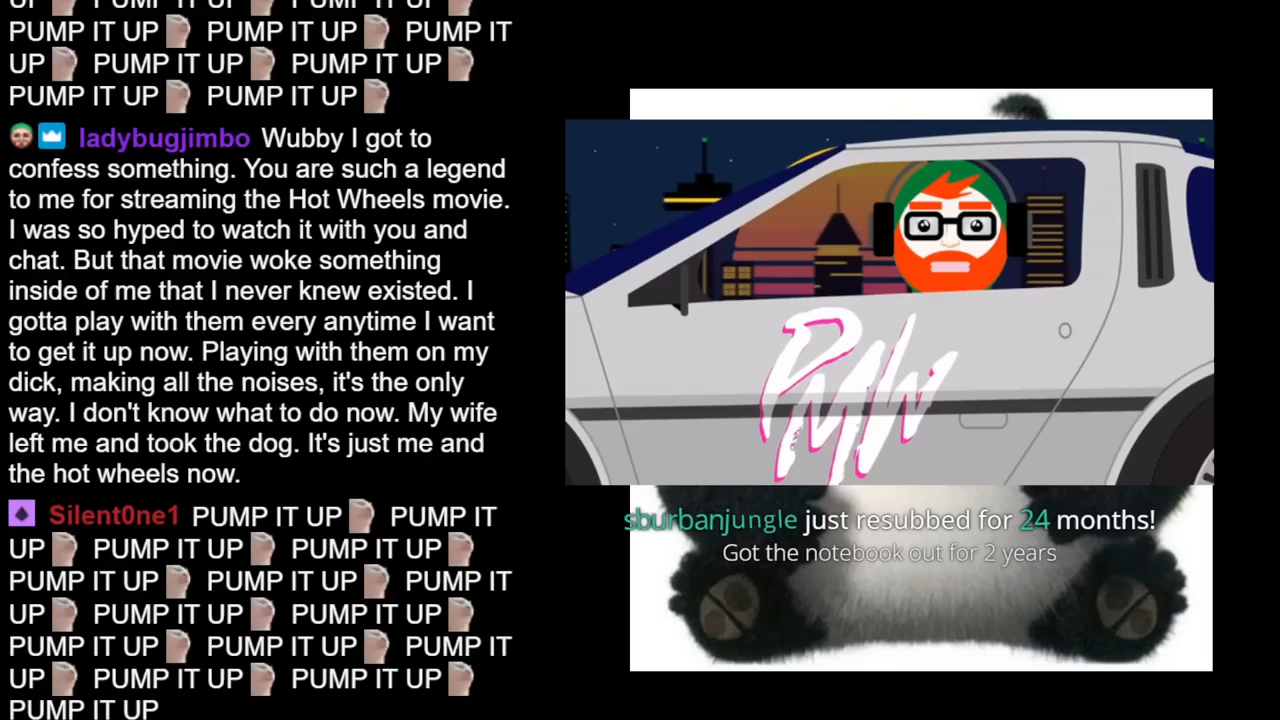 UP PUMP IT UP PUMP IT UP
PUMP IT UP PUMP IT UP PUMP IT
UP PUMP IT UP PUMP IT UP
PUMP IT UP PUMP IT UP
ladybugjimbo Wubby I got to
confess something. You are such a legend
to me for streaming the Hot Wheels movie.
I was so hyped to watch it with you and
chat. But that movie woke something
inside of me that I never knew existed. I
gotta play with them every anytime I want
to get it up now. Playing with them on my
dick, making all the noises, it's the only
way. I don't know what to do now. My wife
left me and took the dog. It's just me and
the hot wheels now.
Silent0ne1 PUMP IT UP PUMP IT
UP PUMP IT UP PUMP IT UP
PUMP IT UP PUMP IT UP PUMP IT
UP PUMP IT UP PUMP IT UP
PUMP IT UP PUMP IT UP PUMP IT
UP PUMP IT UP PUMP IT UP
PUMP IT UP
PMW
sburbanjungle just resubbed for 24 months!
Got the notebook out for 2 years